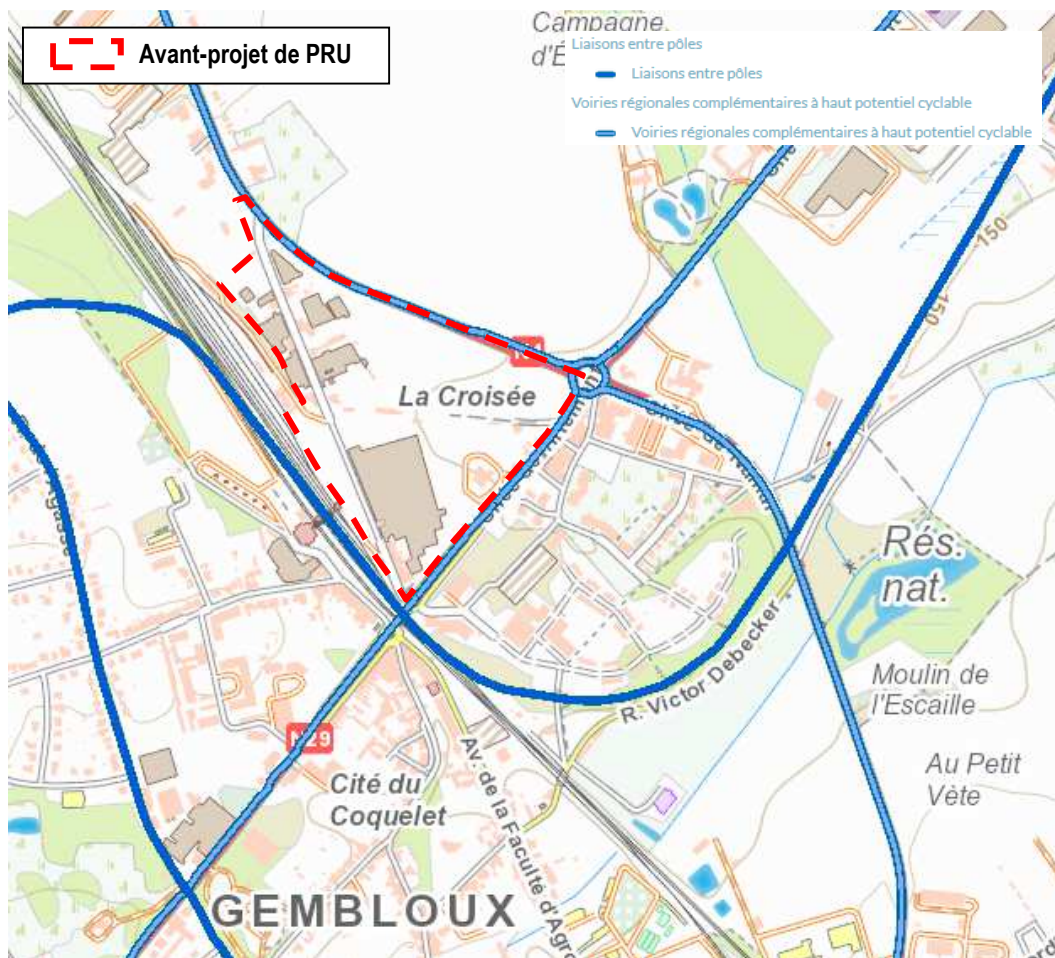 Avant-projet de PRU
Campagne
d'É
Liaisons entre pôles
Liaisons entre pôles
Voiries régionales complémentaires à haut potentiel cyclable
Voiries régionales complémentaires à haut potentiel cyclable
150
150
La Croisée
Rés.
nat.
Moulin de
l'Escaille
R. Victor Debecker
Au Petit
Vète
N29
Cité du
Coquelet
Av. de la Faculté d'Agro
GEMBLOUX